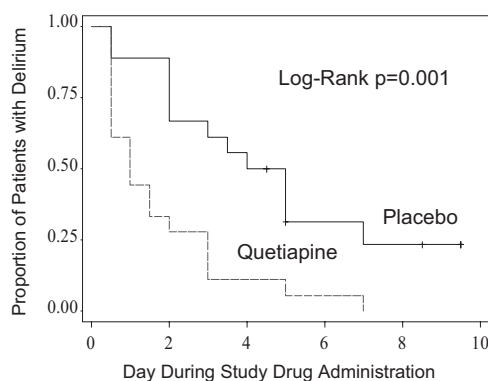 Proportion of Patients with Delirium
1.00
0.75
0.50
0.25
0.00
Log-Rank p=0.001
Placebo
Quetiapine
0 2 4 6 8 10
Day During Study Drug Administration